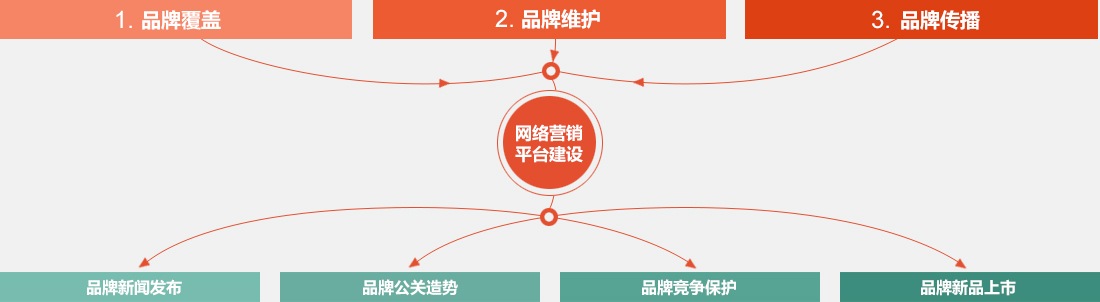 1. 品牌覆盖
2. 品牌维护
3. 品牌传播
网络营销
平台建设
品牌新闻发布
品牌公关造势
品牌竞争保护
品牌新品上市